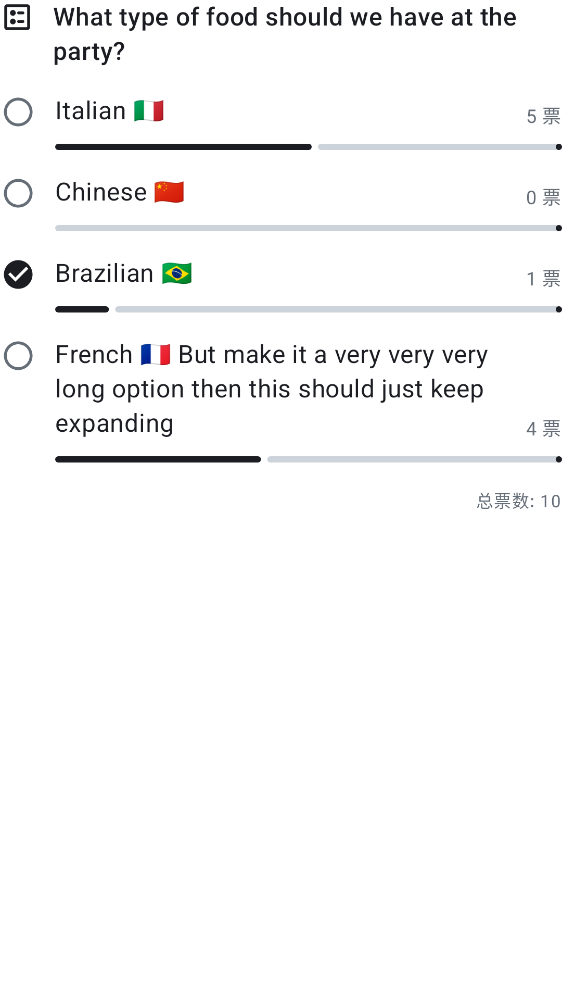 What type of food should we have at the
party?
Italian 🇮🇹
5 票
Chinese 🇨🇳
0 票
Brazilian 🇧🇷
1 票
French 🇫🇷 But make it a very very very
long option then this should just keep
expanding
4 票
总票数: 10